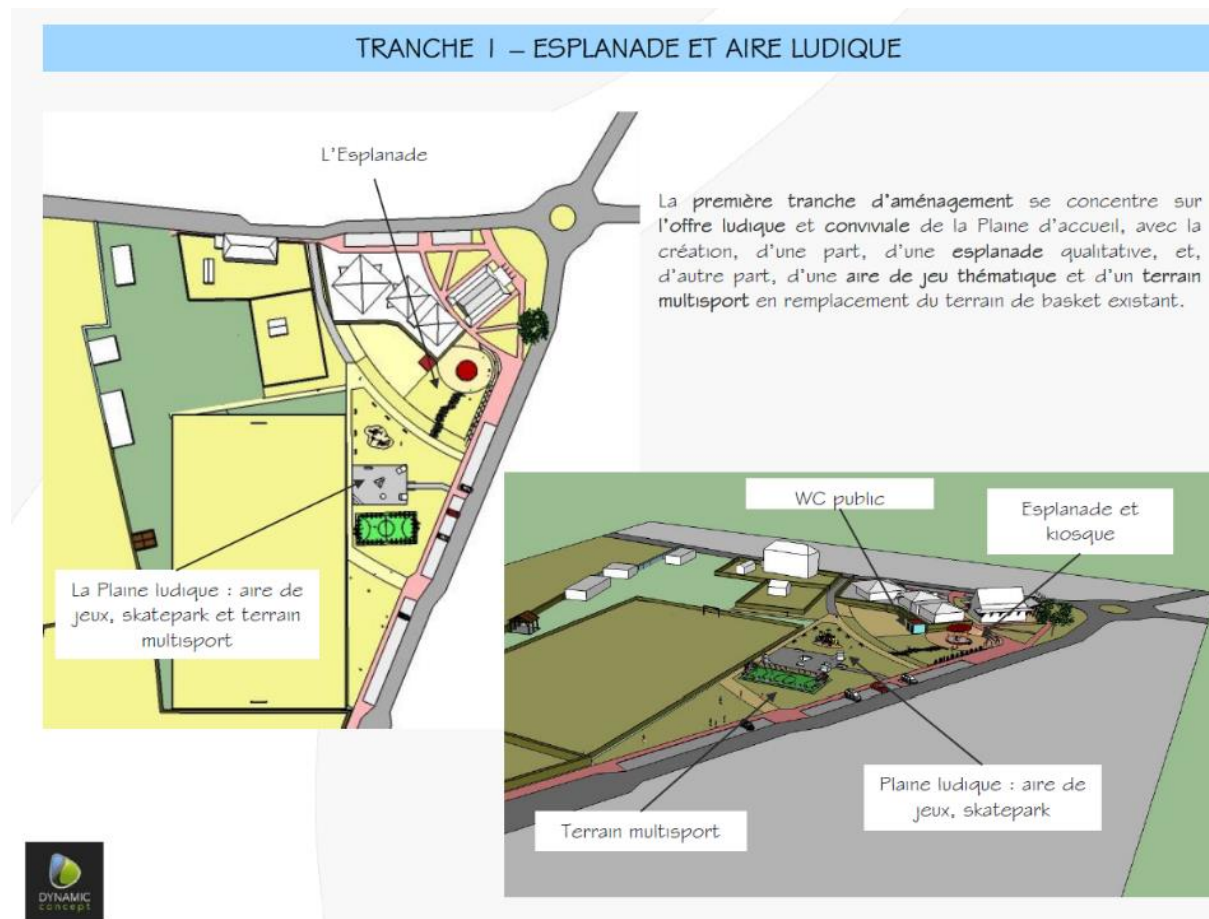 TRANCHE 1 – ESPLANADE ET AIRE LUDIQUE
L'Esplanade
La première tranche d'aménagement se concentre sur
l'offre ludique et conviviale de la Plaine d'accueil, avec la
création, d'une part, d'une esplanade qualitative, et,
d'autre part, d'une aire de jeu thématique et d'un terrain
multisport en remplacement du terrain de basket existant.
La Plaine ludique : aire de
jeux, skatepark et terrain
multisport
WC public
Esplanade et
kiosque
Plaine ludique : aire de
jeux, skatepark
Terrain multisport
DYNAMIC
concept